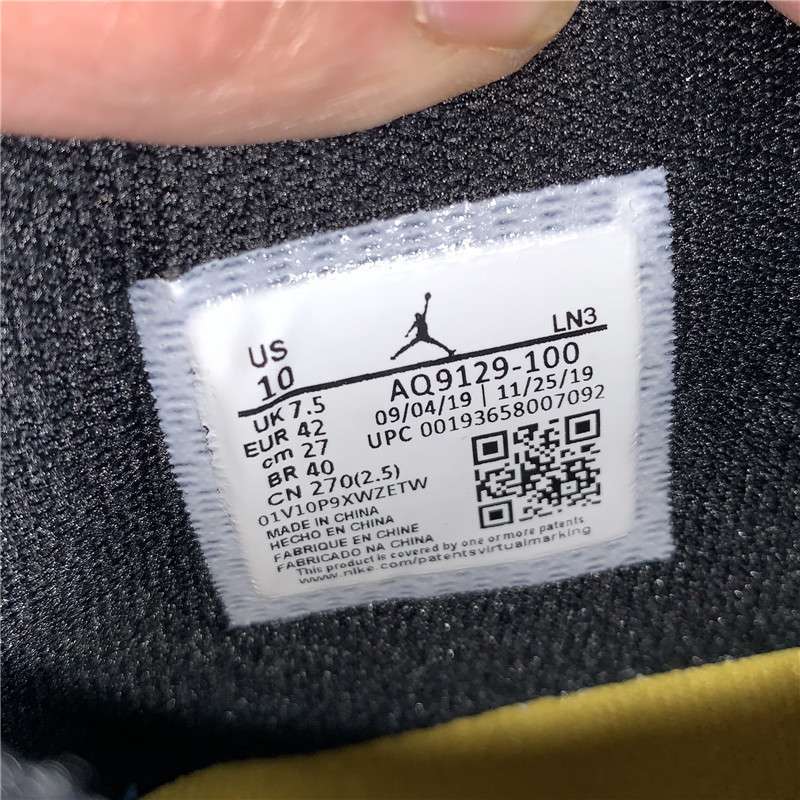 US
10
LN3
AQ9129-100
UK 7.5
09/04/19 | 11/25/19
EUR 42
UPC 00193658007092
cm 27
BR 40
CN 270(2.5)
01V10P9XWZETW
MADE IN CHINA
HECHO EN CHINA
FABRIQUE EN CHINE
FABRICADO NA CHINA
This product is covered by one or more patents
www.nike.com/patentsvirtualmarking